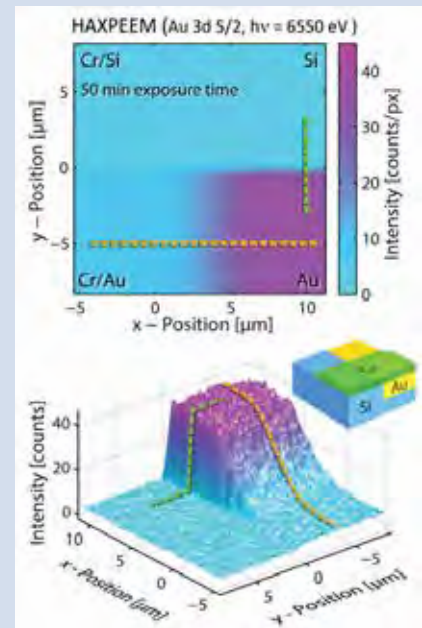 HAXPEEM (Au 3d 5/2, hν = 6550 eV)
Cr/Si
Si
50 min exposure time
Cr/Au
Au
5
0
−5
y – Position [μm]
−5
0
5
10
x – Position [μm]
40
30
20
10
0
Intensity [counts/px]
Au
Si
40
20
0
Intensity [counts]
10
5
0
−5
x - Position [μm]
5
0
−5
y - Position [μm]